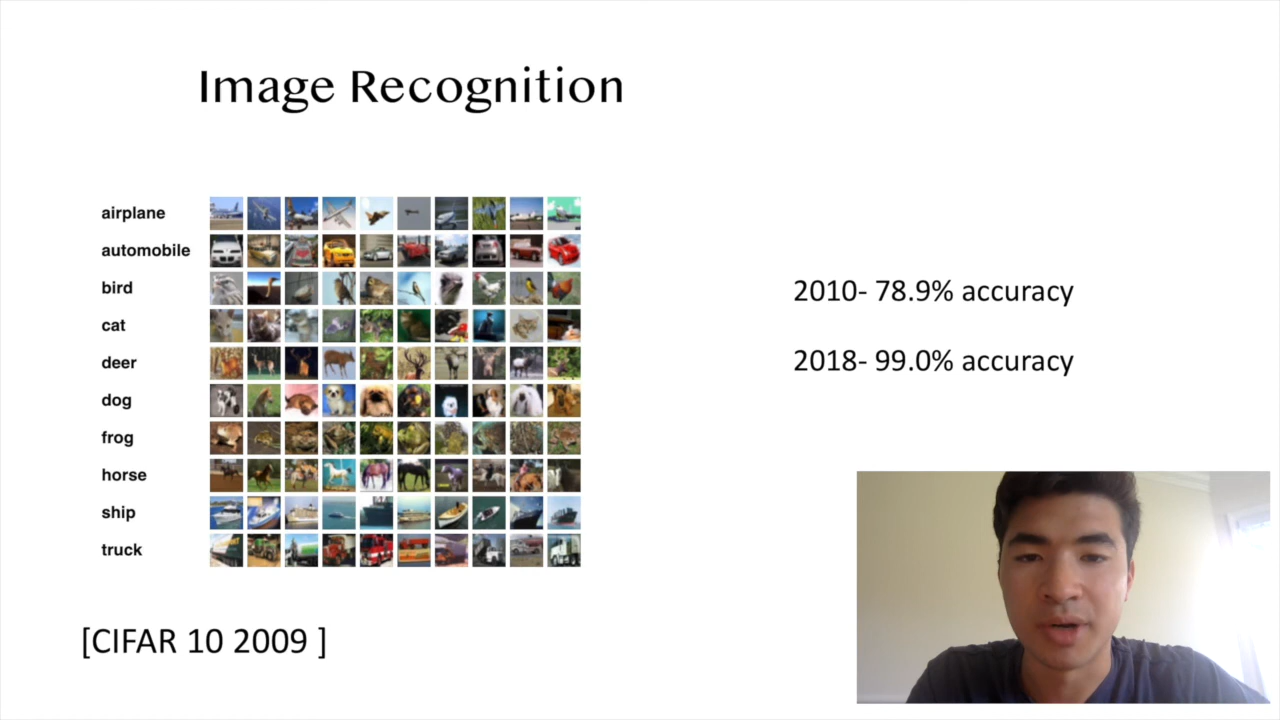 Image Recognition
airplane
automobile
bird
cat
deer
dog
frog
horse
ship
truck
2010- 78.9% accuracy
2018- 99.0% accuracy
[CIFAR 10 2009 ]